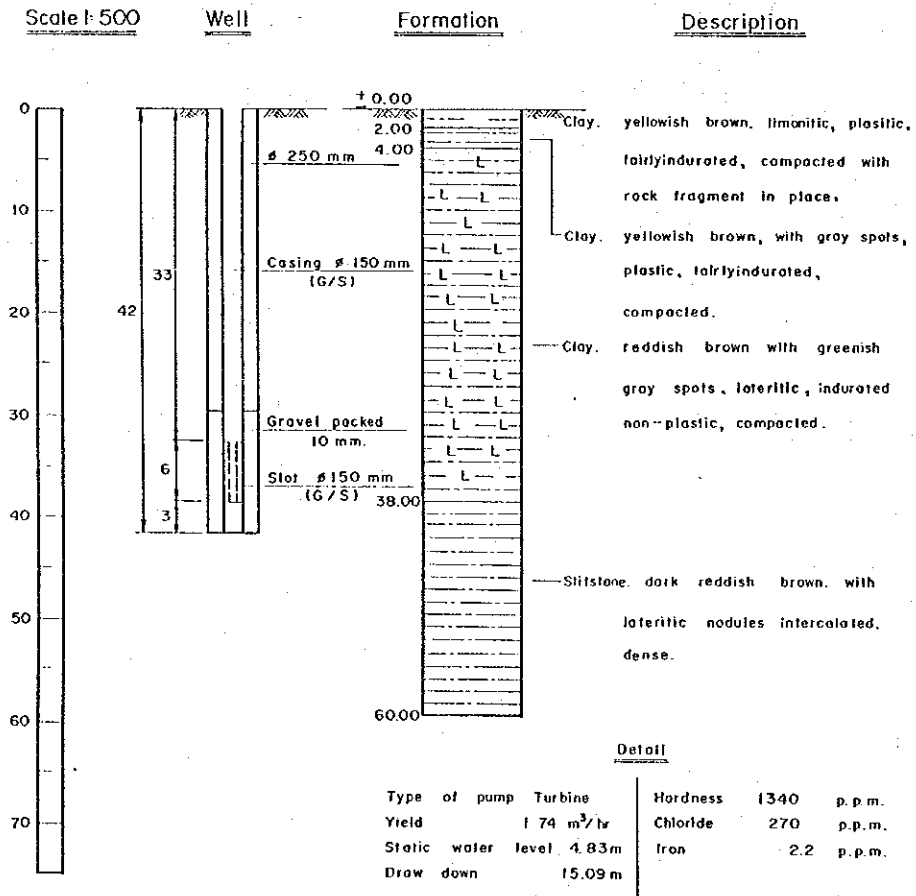 Scale 1:500 Well Formation Description
0
10
20
30
40
50
60
70
42
33
6
3
ø 250 mm
Casing ø 150 mm
(G/S)
Gravel packed
10 mm.
Slot ø150 mm
(G/S)
± 0.00
2.00
4.00
38.00
60.00
L
L L
L
L L
L L
L L
L
L L
L L
L L
L L
L L
L
Clay. yellowish brown. limonitic, plasitic,
fairlyindurated, compacted with
rock fragment in place.
Clay. yellowish brown, with gray spots,
plastic, fairlyindurated,
compacted.
Clay. reddish brown with greenish
gray spots, lateritic, indurated
non-plastic, compacted.
Slitstone. dark reddish brown. with
lateritic nodules intercalated.
dense.
Detail
Type of pump Turbine
Yield 1 74 m³/hr
Static water level 4.83m
Draw down 15.09 m
Hardness 1340 p.p.m.
Chloride 270 p.p.m.
Iron 2.2 p.p.m.